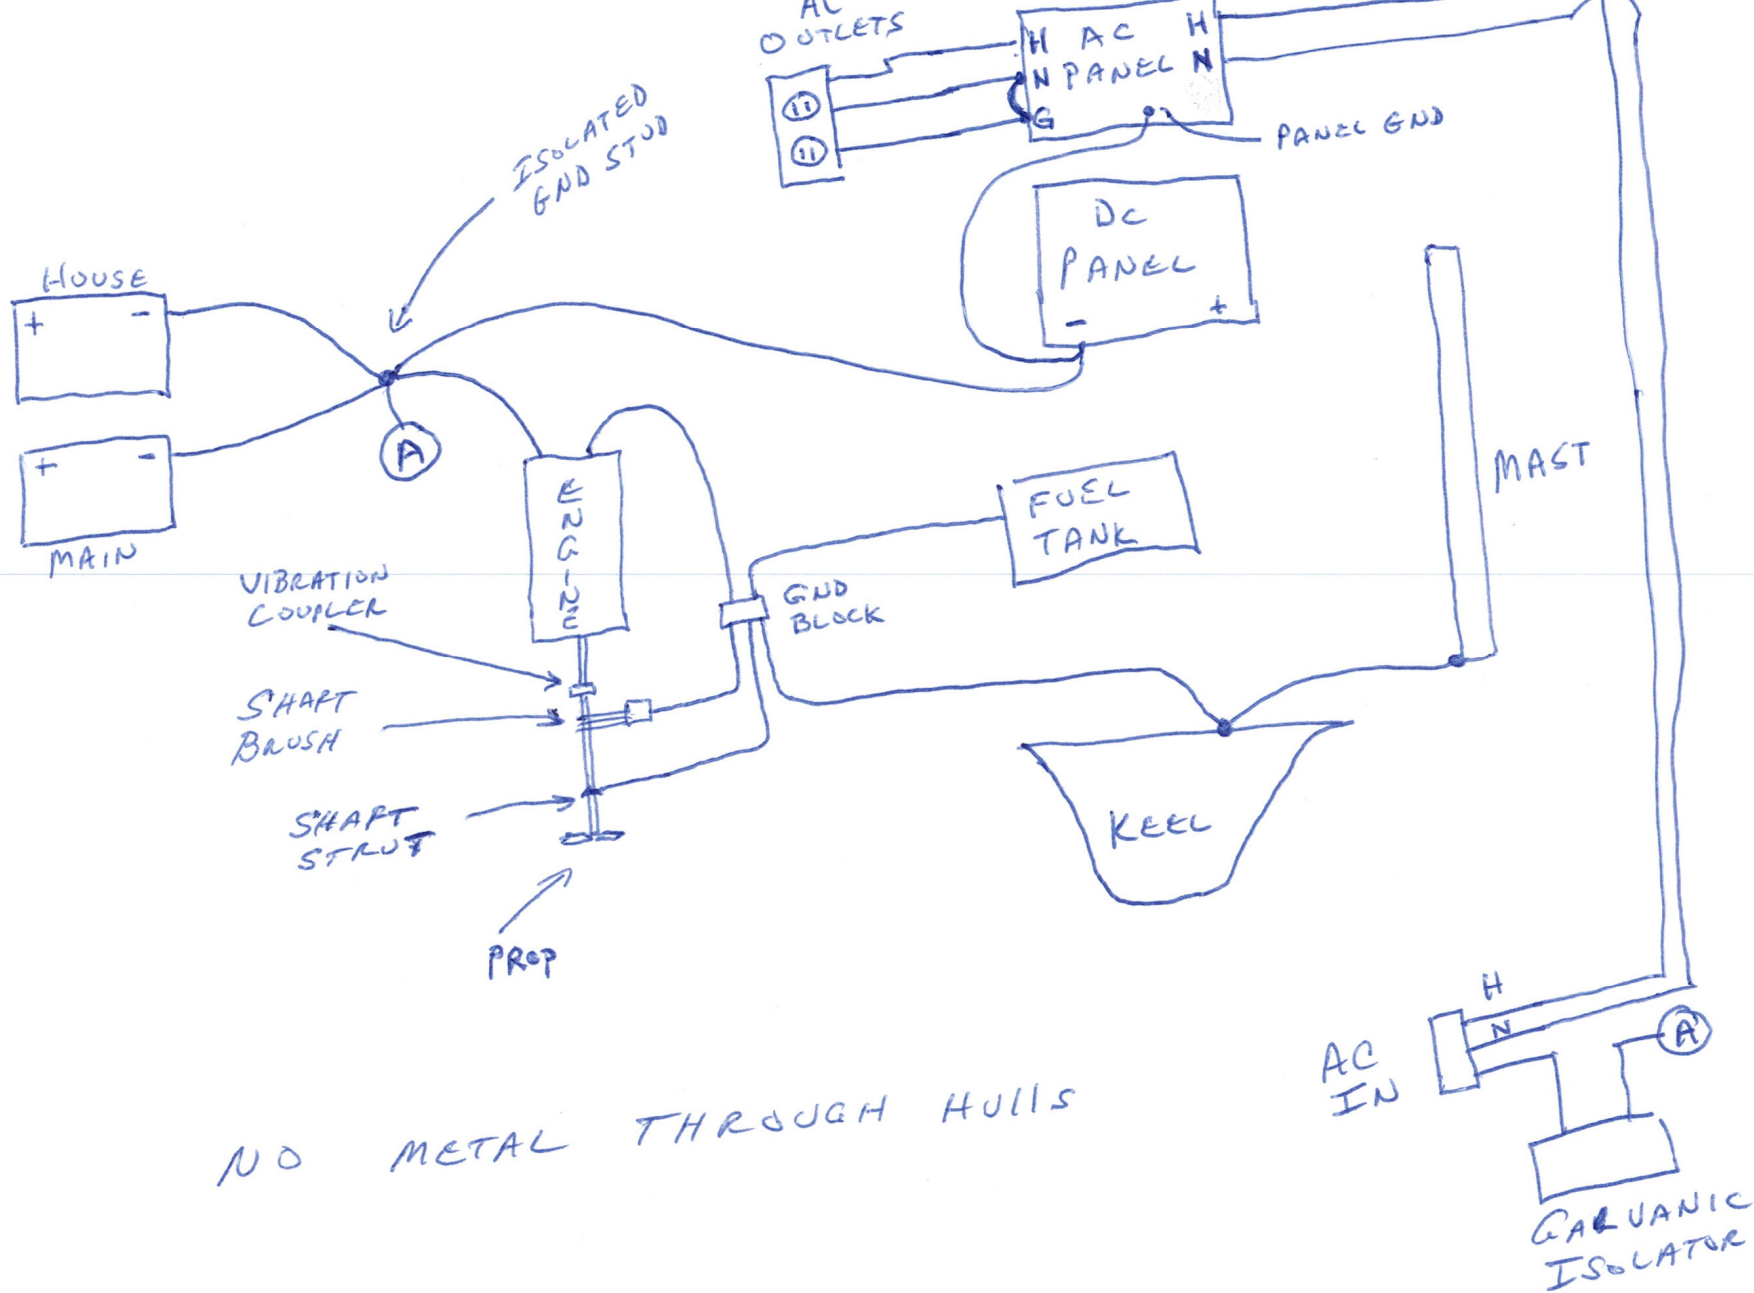 AC
OUTLETS
H AC H
N PANEL N
G
PANEL GND
ISOLATED
GND STUD
DC
PANEL
- +
HOUSE
+ -
A
+ -
MAIN
ENGINE
FUEL
TANK
MAST
VIBRATION
COUPLER
GND
BLOCK
SHAFT
BRUSH
SHAFT
STRUT
KEEL
PROP
H
N
A
AC
IN
NO METAL THROUGH HUllS
GALVANIC
ISOLATOR